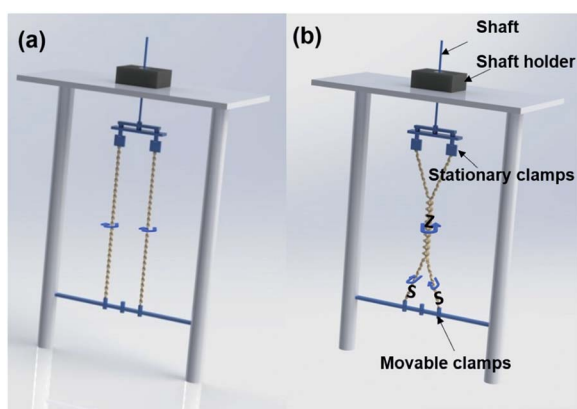 (a)
(b)
Shaft
Shaft holder
Stationary clamps
Z
S
S
Movable clamps